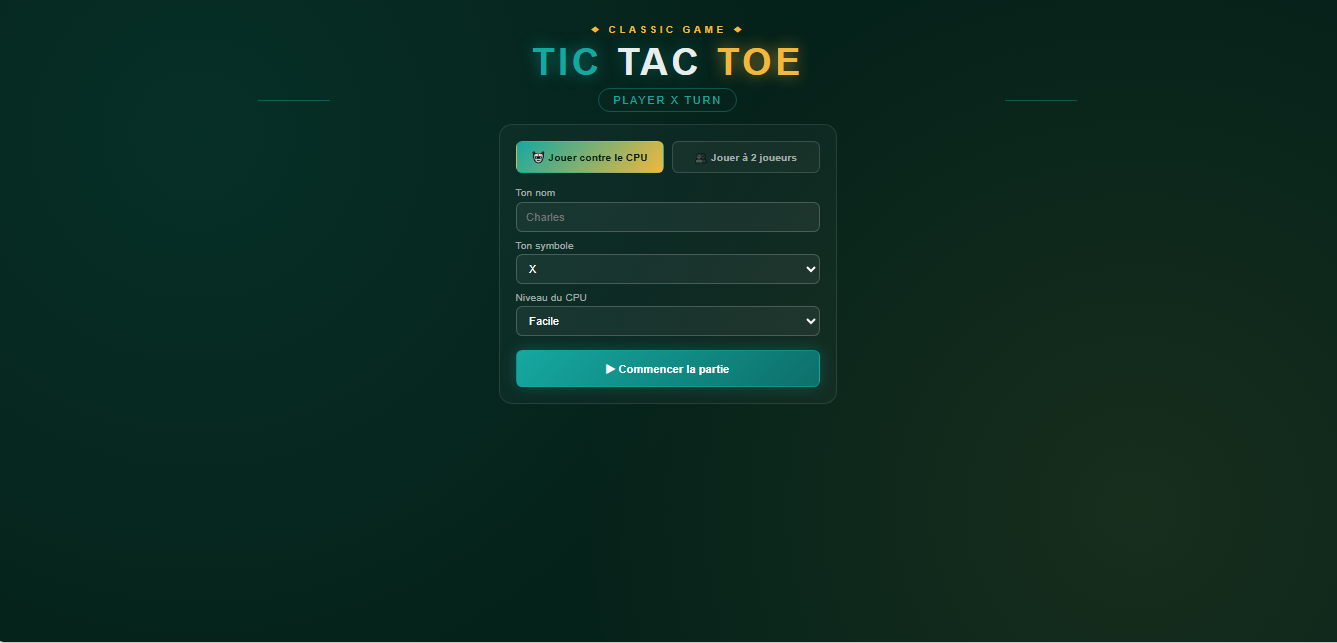 ◆ CLASSIC GAME ◆
TIC TAC TOE
PLAYER X TURN
Jouer contre le CPU
Jouer à 2 joueurs
Ton nom
Charles
Ton symbole
X
Niveau du CPU
Facile
▶ Commencer la partie